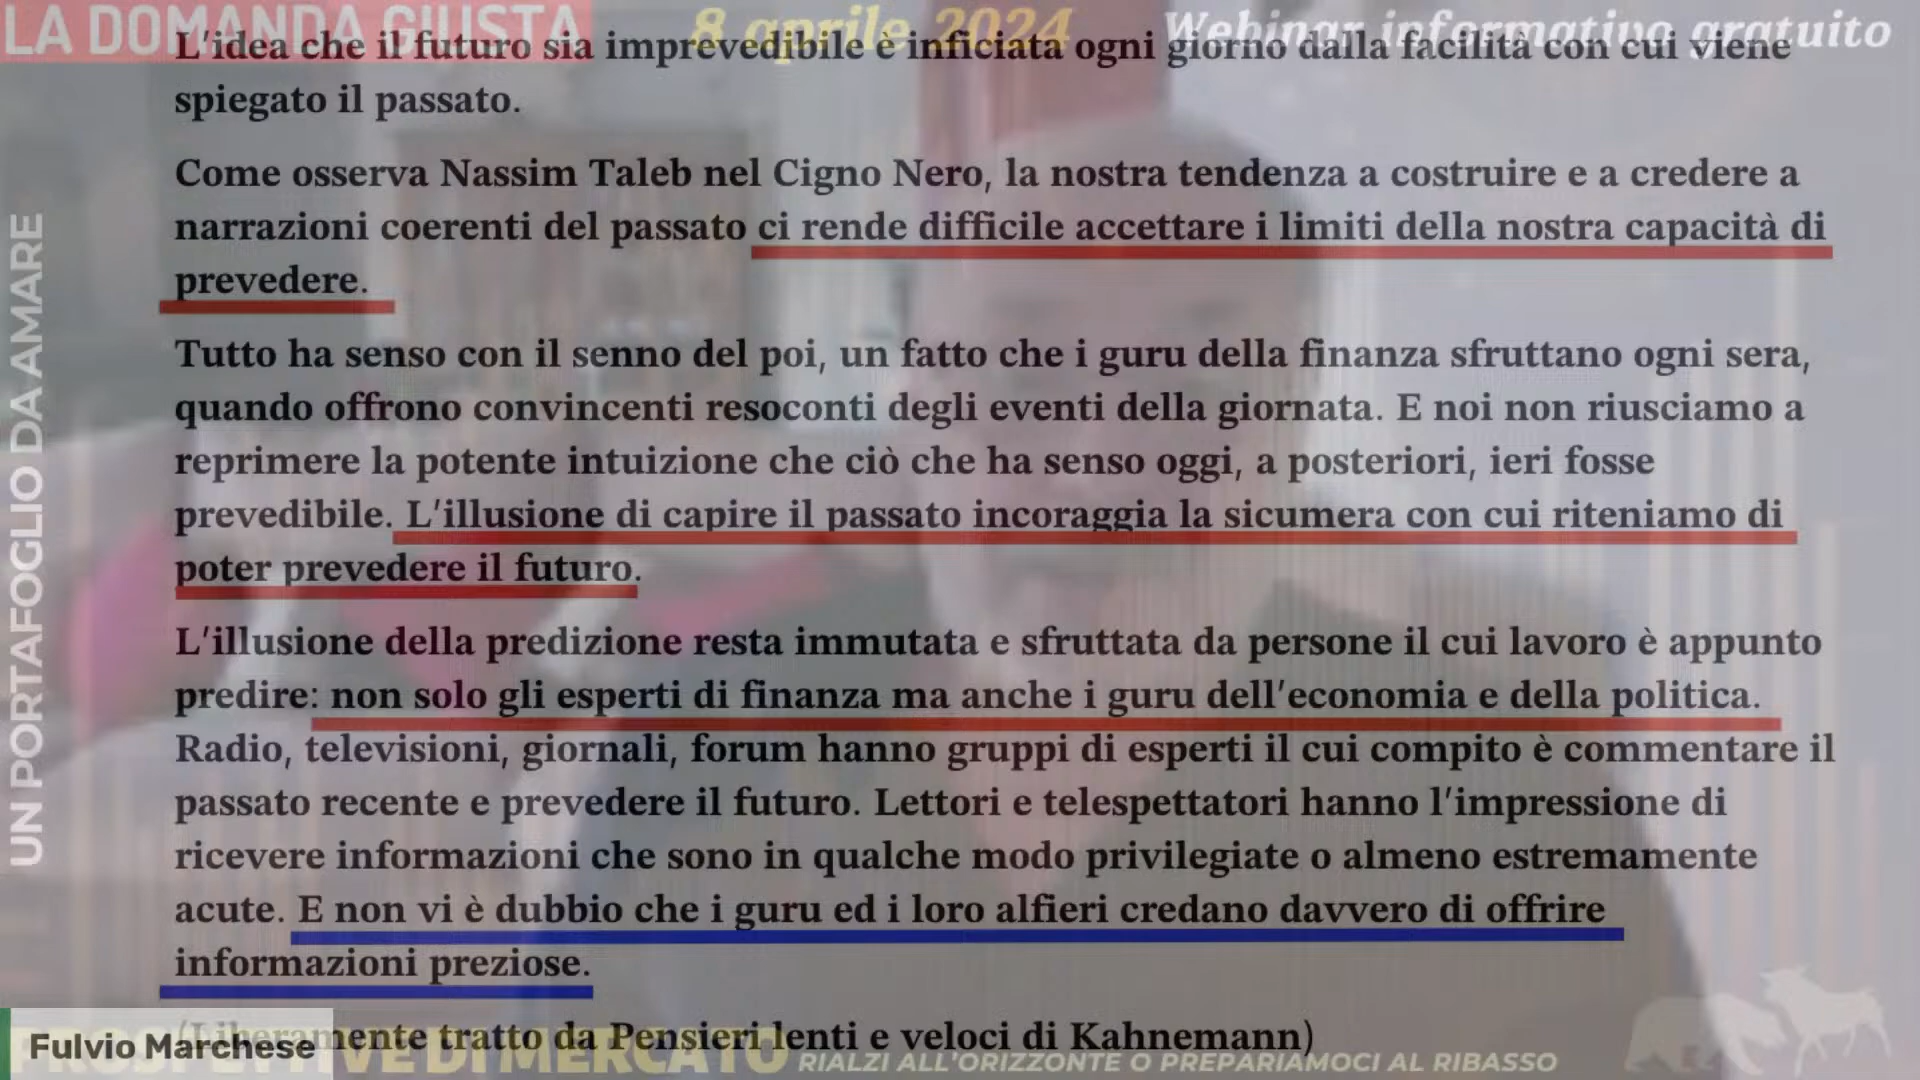 LA DOMANDA GIUSTA
8 aprile 2024
Webinar informativo gratuito
UN PORTAFOGLIO DA AMARE
L'idea che il futuro sia imprevedibile è inficiata ogni giorno dalla facilità con cui viene
spiegato il passato.
Come osserva Nassim Taleb nel Cigno Nero, la nostra tendenza a costruire e a credere a
narrazioni coerenti del passato ci rende difficile accettare i limiti della nostra capacità di
prevedere.
Tutto ha senso con il senno del poi, un fatto che i guru della finanza sfruttano ogni sera,
quando offrono convincenti resoconti degli eventi della giornata. E noi non riusciamo a
reprimere la potente intuizione che ciò che ha senso oggi, a posteriori, ieri fosse
prevedibile. L'illusione di capire il passato incoraggia la sicumera con cui riteniamo di
poter prevedere il futuro.
L'illusione della predizione resta immutata e sfruttata da persone il cui lavoro è appunto
predire: non solo gli esperti di finanza ma anche i guru dell'economia e della politica.
Radio, televisioni, giornali, forum hanno gruppi di esperti il cui compito è commentare il
passato recente e prevedere il futuro. Lettori e telespettatori hanno l'impressione di
ricevere informazioni che sono in qualche modo privilegiate o almeno estremamente
acute. E non vi è dubbio che i guru ed i loro alfieri credano davvero di offrire
informazioni preziose.
(Liberamente tratto da Pensieri lenti e veloci di Kahnemann)
Fulvio Marchese
PROSPETTIVE DI MERCATO
RIALZI ALL'ORIZZONTE O PREPARIAMOCI AL RIBASSO